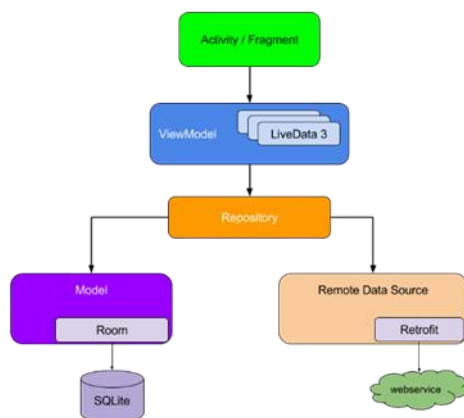 Activity / Fragment
ViewModel
LiveData 3
Repository
Model
Remote Data Source
Room
Retrofit
SQLite
webservice